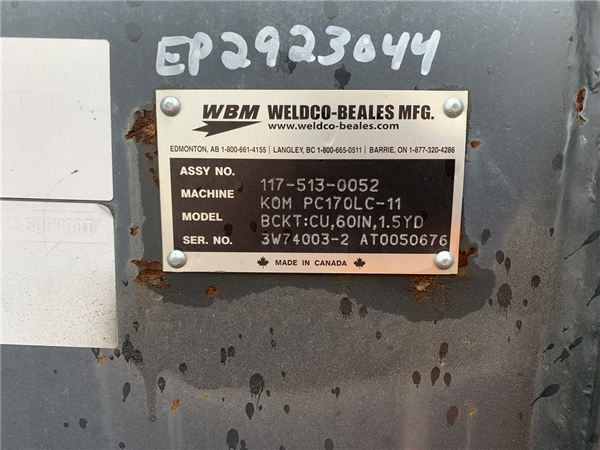 EP2923044
WBM WELDCO-BEALES MFG.
www.weldco-beales.com
EDMONTON, AB 1-800-661-4155 | LANGLEY, BC 1-800-665-0511 | BARRIE, ON 1-877-320-4286
ASSY NO. 117-513-0052
MACHINE KOM PC170LC-11
MODEL BCKT:CU,60IN,1.5YD
SER. NO. 3W74003-2 AT0050676
MADE IN CANADA